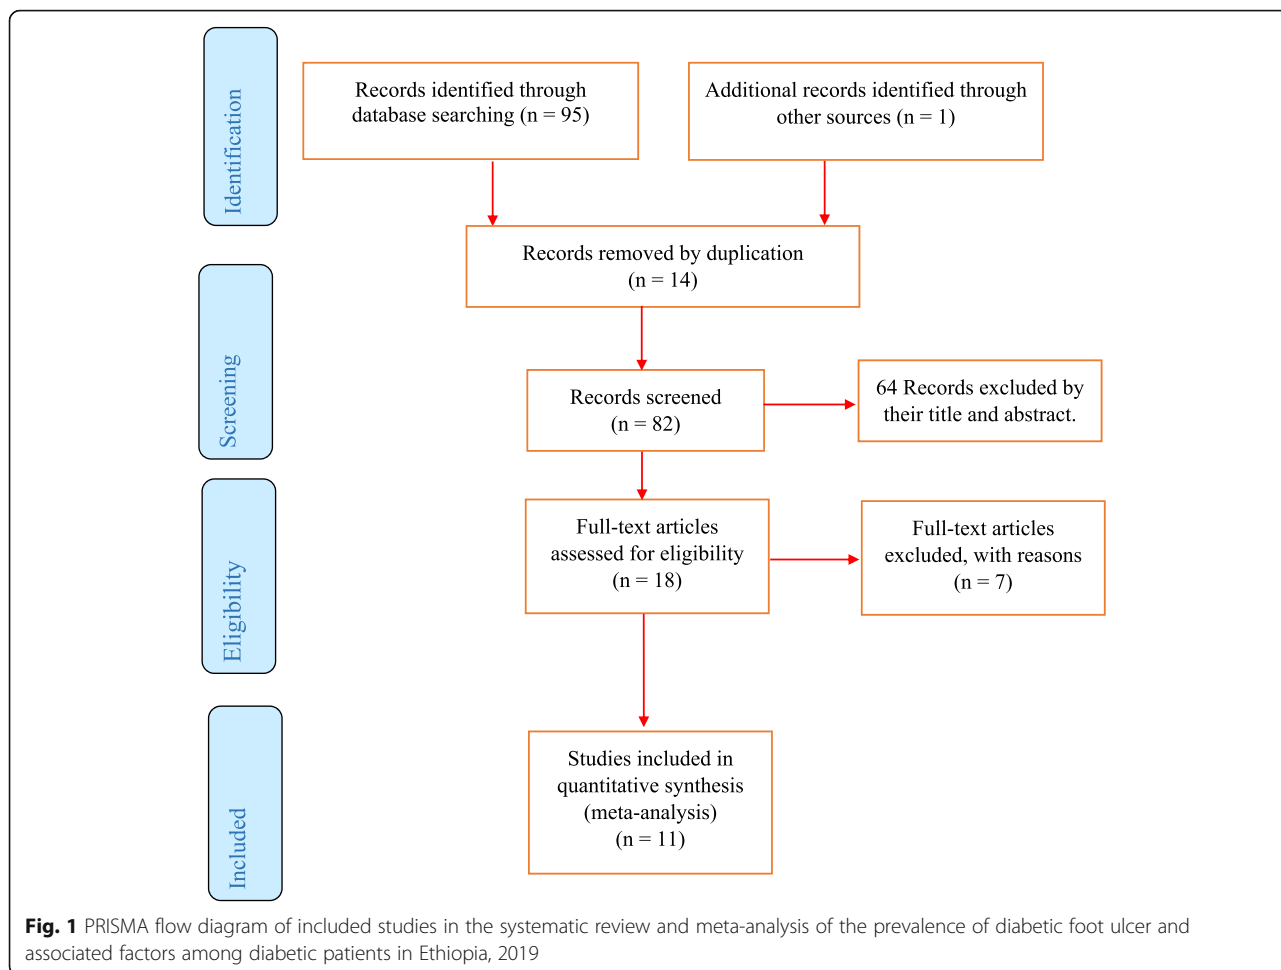 Identification
Records identified through
database searching (n = 95)
Additional records identified through
other sources (n = 1)
Records removed by duplication
(n = 14)
Screening
Records screened
(n = 82)
64 Records excluded by
their title and abstract.
Eligibility
Full-text articles
assessed for eligibility
(n = 18)
Full-text articles
excluded, with reasons
(n = 7)
Included
Studies included in
quantitative synthesis
(meta-analysis)
(n = 11)
Fig. 1 PRISMA flow diagram of included studies in the systematic review and meta-analysis of the prevalence of diabetic foot ulcer and
associated factors among diabetic patients in Ethiopia, 2019